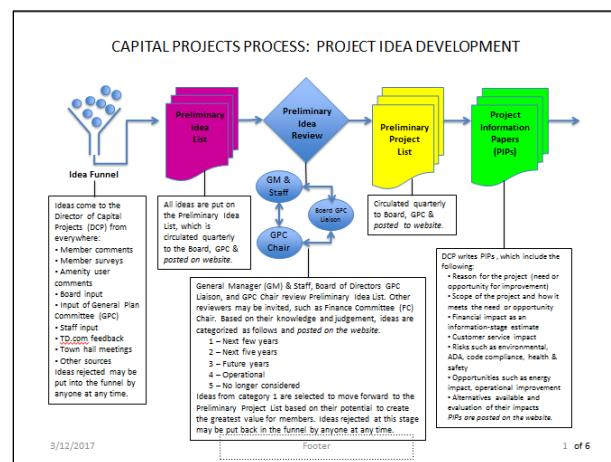 CAPITAL PROJECTS PROCESS: PROJECT IDEA DEVELOPMENT
Idea Funnel
Preliminary
Idea
List
Preliminary
Idea
Review
Preliminary
Project
List
Project
Information
Papers
(PIPs)
GM &
Staff
Board GPC
Liaison
GPC
Chair
Ideas come to the
Director of Capital
Projects (DCP) from
everywhere:
• Member comments
• Member surveys
• Amenity user
comments
• Board input
• Input of General Plan
Committee (GPC)
• Staff input
• TD.com feedback
• Town hall meetings
• Other sources
Ideas rejected may be
put into the funnel by
anyone at any time.
All ideas are put on
the Preliminary Idea
List, which is
circulated quarterly
to the Board, GPC &
posted on website.
General Manager (GM) & Staff, Board of Directors GPC
Liaison, and GPC Chair review Preliminary Idea List. Other
reviewers may be invited, such as Finance Committee (FC)
Chair. Based on their knowledge and judgement, ideas are
categorized as follows and posted on the website.
1 – Next few years
2 – Next five years
3 – Future years
4 – Operational
5 – No longer considered
Ideas from category 1 are selected to move forward to the
Preliminary Project List based on their potential to create
the greatest value for members. Ideas rejected at this stage
may be put back in the funnel by anyone at any time.
Circulated quarterly
to Board, GPC &
posted to website.
DCP writes PIPs , which include the
following:
• Reason for the project (need or
opportunity for improvement)
• Scope of the project and how it
meets the need or opportunity
• Financial impact as an
information-stage estimate
• Customer service impact
• Risks such as environmental,
ADA, code compliance, health &
safety
• Opportunities such as energy
impact, operational improvement
• Alternatives available and
evaluation of their impacts
PIPs are posted on the website.
3/12/2017
Footer
1 of 6